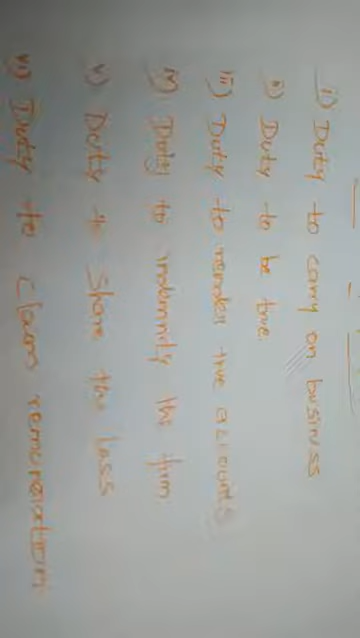 i) Duty to carry on business
ii) Duty to be true.
iii) Duty to render true accounts
iv) Duty to indemnity the firm
v) Duty to share the loss
vi) Duty to claim remuneration